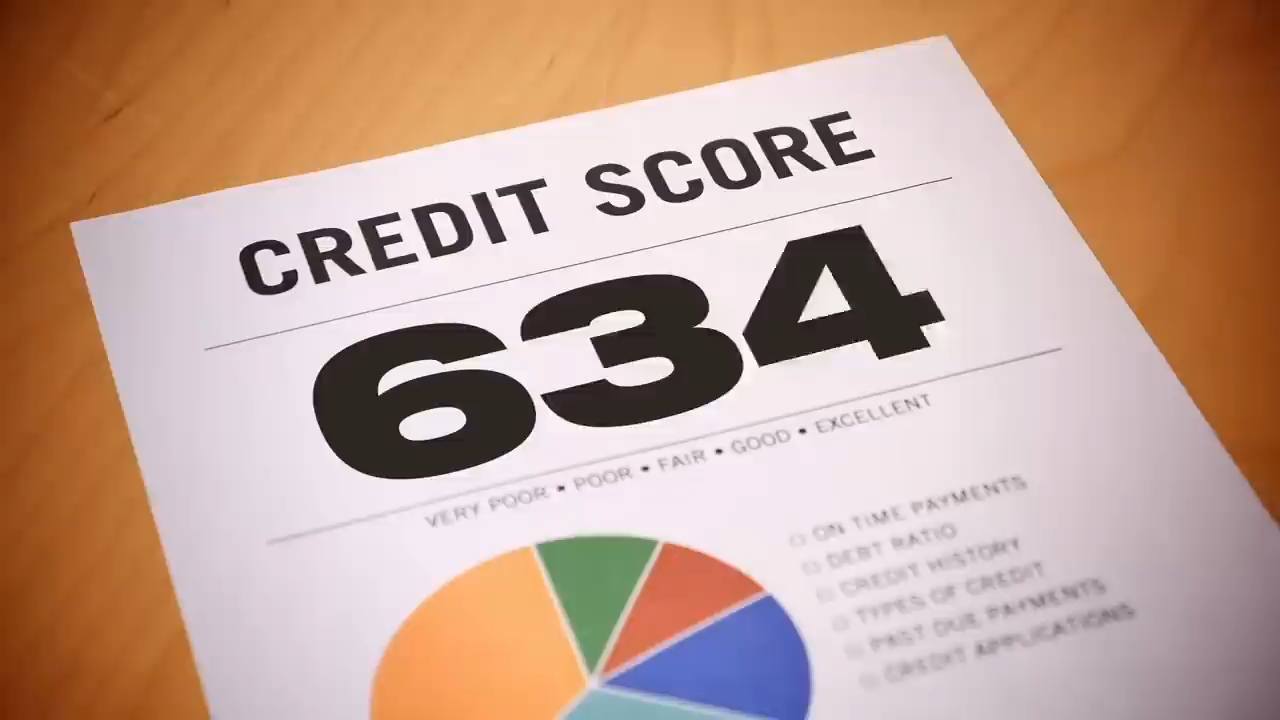 CREDIT SCORE
634
VERY POOR • POOR • FAIR • GOOD • EXCELLENT
ON TIME PAYMENTS
DEBT RATIO
CREDIT HISTORY
TYPES OF CREDIT
PAST DUE PAYMENTS
CREDIT APPLICATIONS